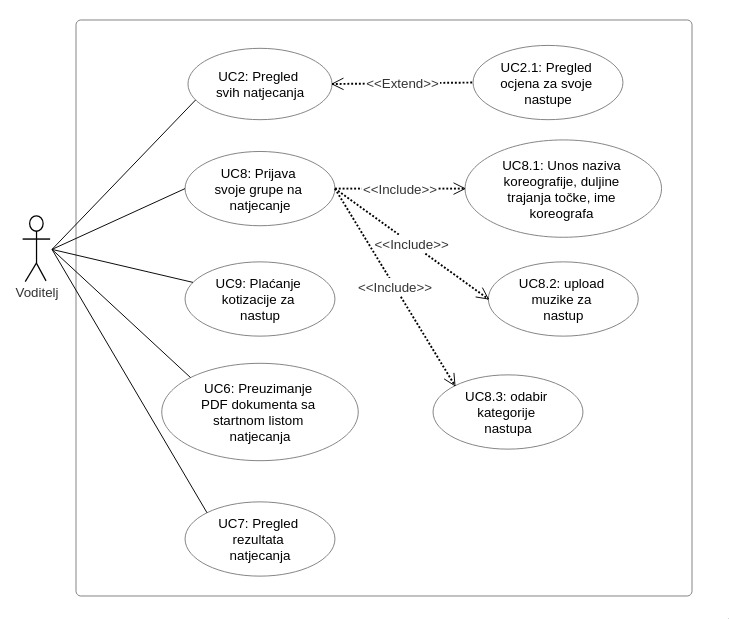 UC2: Pregled
svih natjecanja
<<Extend>>
UC2.1: Pregled
ocjena za svoje
nastupe
UC8: Prijava
svoje grupe na
natjecanje
<<Include>>
UC8.1: Unos naziva
koreografije, duljine
trajanja točke, ime
koreografa
<<Include>>
<<Include>>
Voditelj
UC9: Plaćanje
kotizacije za
nastup
UC8.2: upload
muzike za
nastup
UC6: Preuzimanje
PDF dokumenta sa
startnom listom
natjecanja
UC8.3: odabir
kategorije
nastupa
UC7: Pregled
rezultata
natjecanja